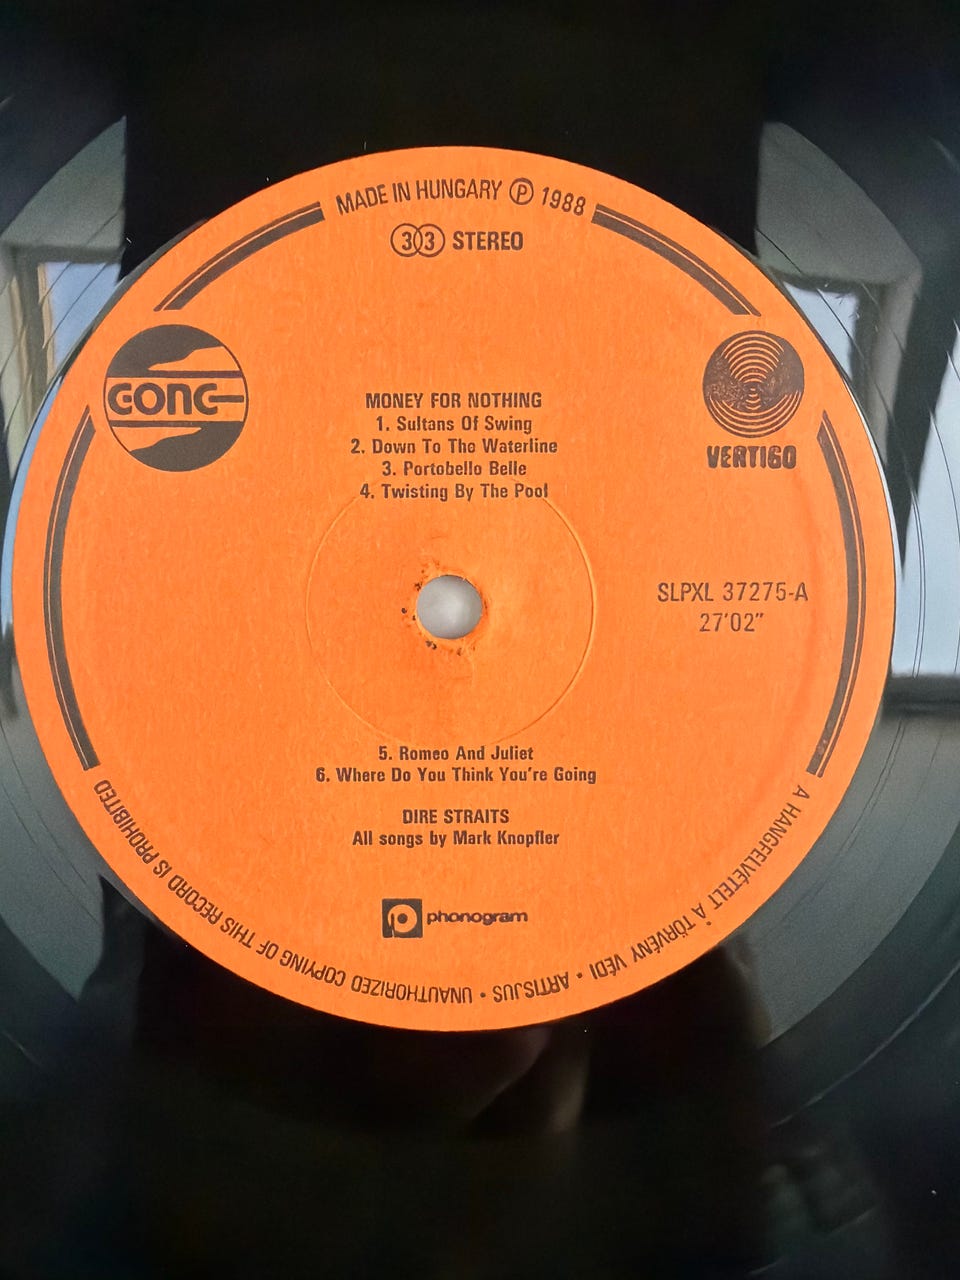 MADE IN HUNGARY Ⓟ 1988
33 STEREO
GONG
VERTIGO
MONEY FOR NOTHING
1. Sultans Of Swing
2. Down To The Waterline
3. Portobello Belle
4. Twisting By The Pool
SLPXL 37275-A
27'02"
5. Romeo And Juliet
6. Where Do You Think You're Going
DIRE STRAITS
All songs by Mark Knopfler
phonogram
A HANGFELVÉTELT A TÖRVÉNY VÉDI • ARTISJUS • UNAUTHORIZED COPYING OF THIS RECORD IS PROHIBITED